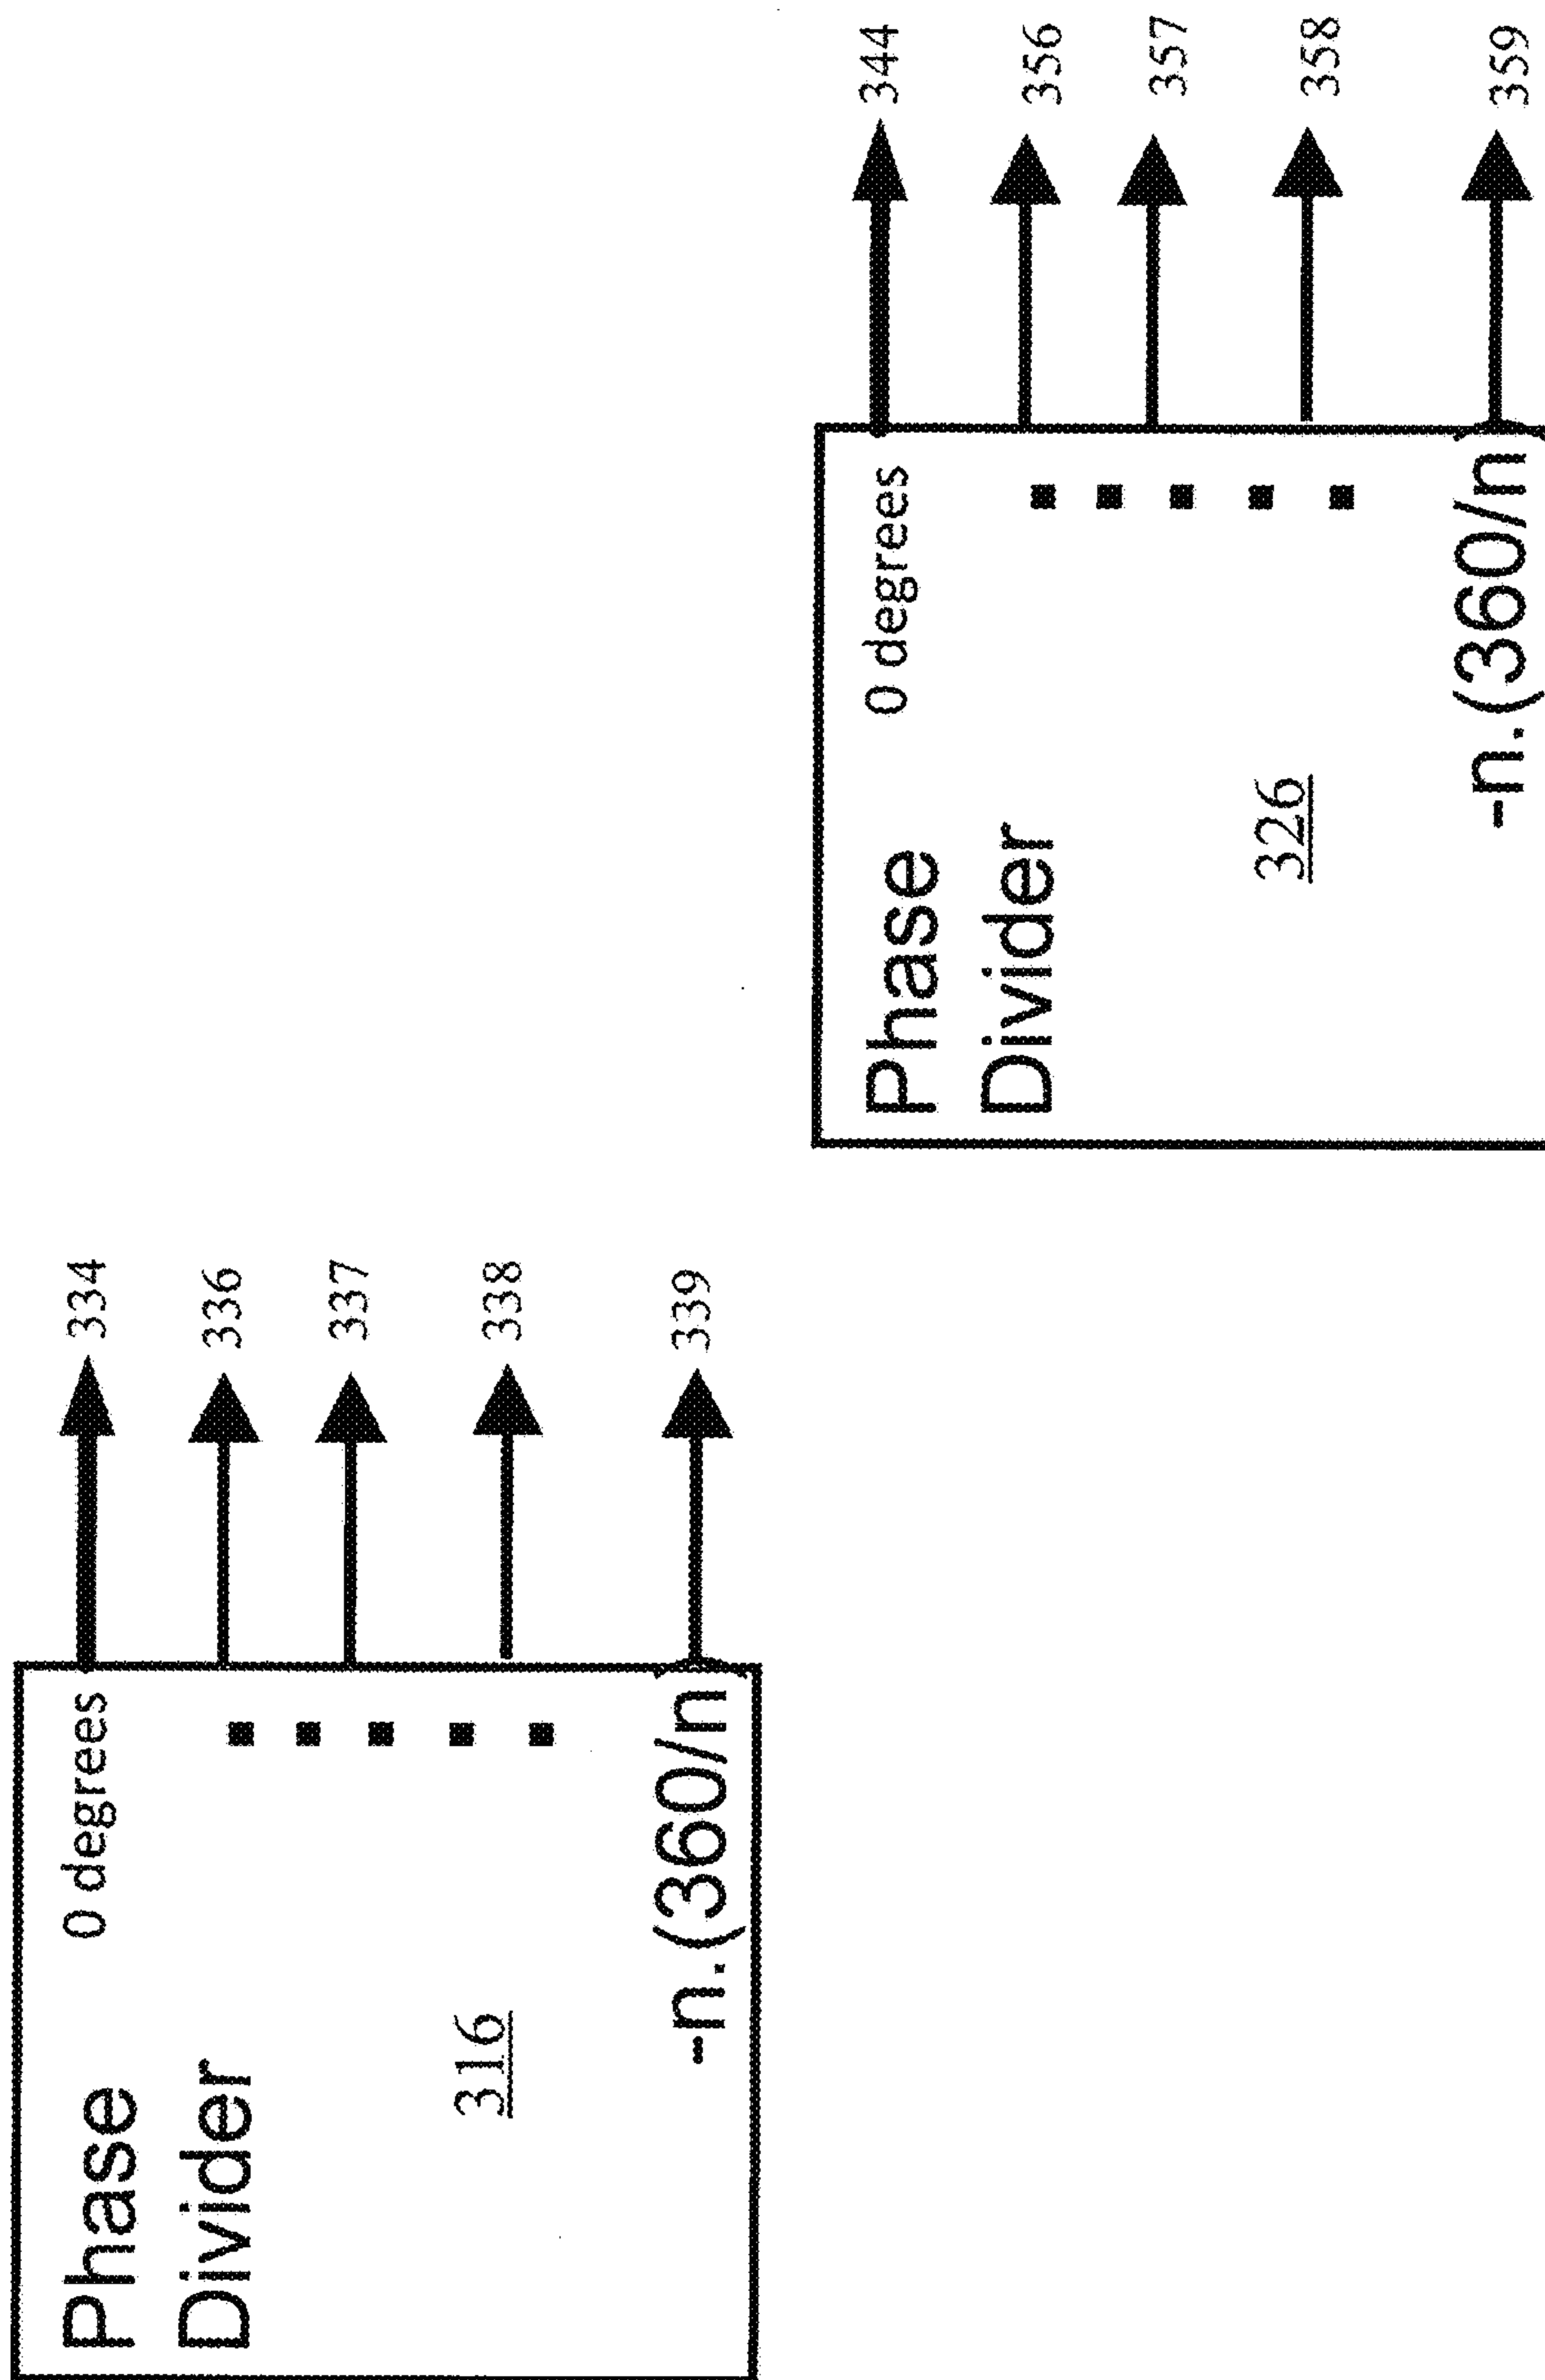 Phase
Divider
0 degrees
316
-n.(360/n)
334
336
337
338
339
Phase
Divider
0 degrees
326
-n.(360/n)
344
356
357
358
359